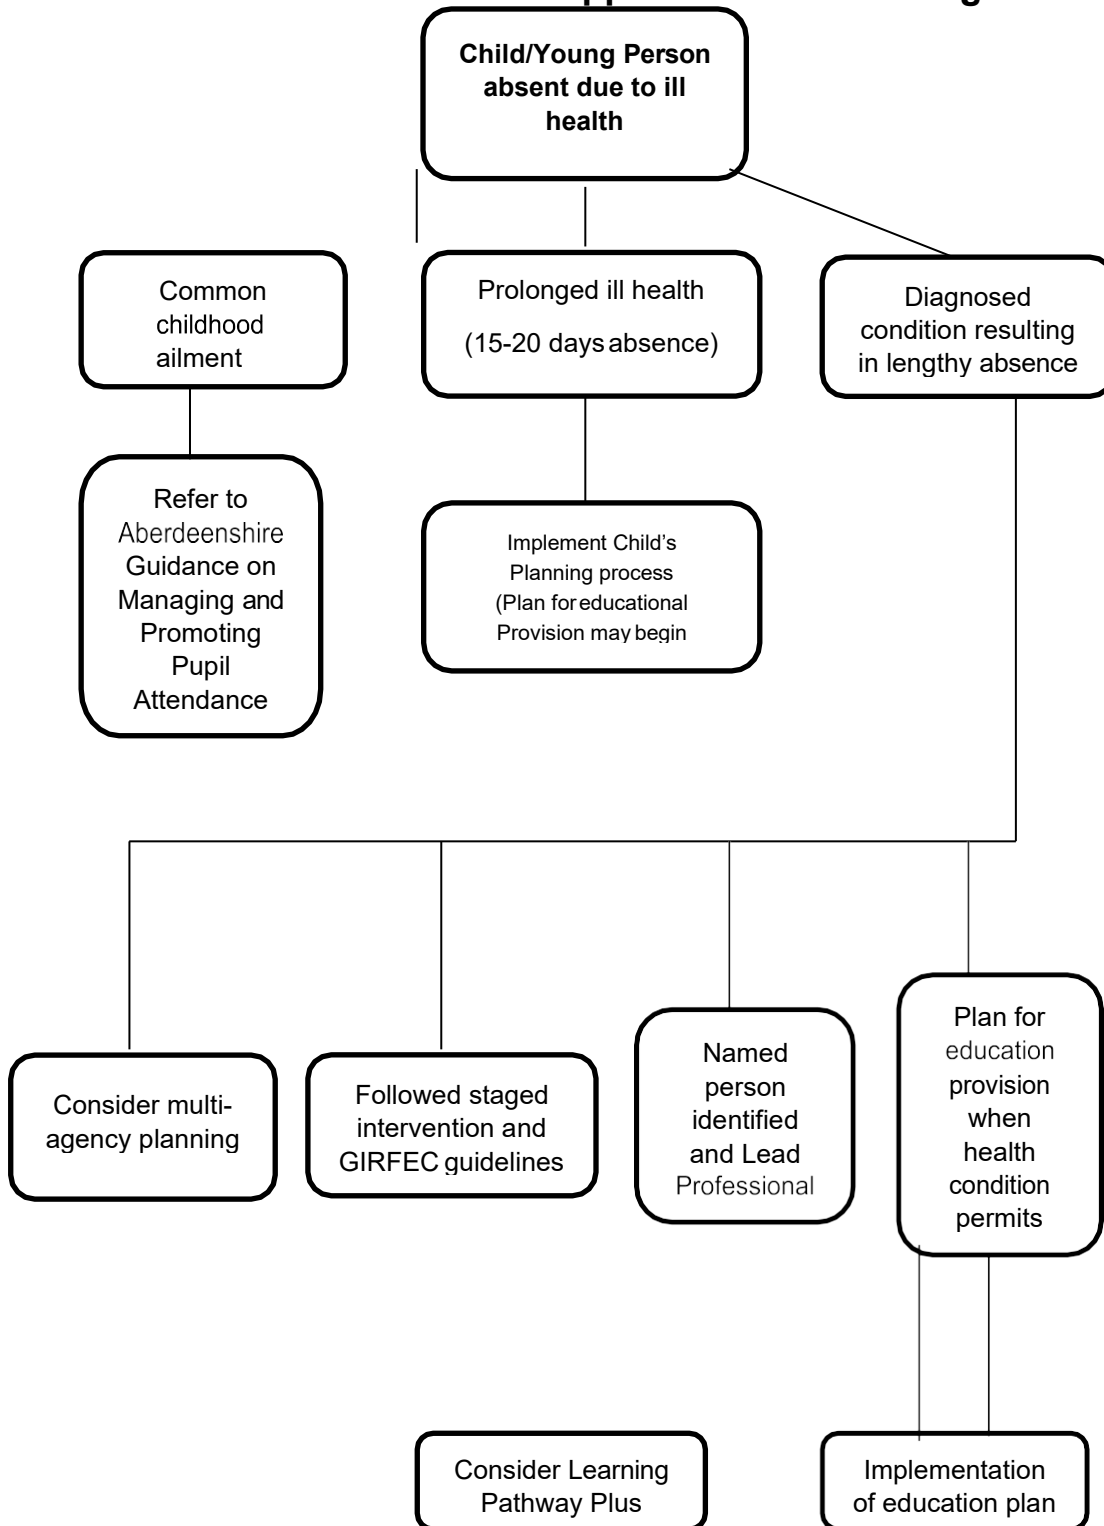 Child/Young Person
absent due to ill
health
Common
childhood
ailment
Prolonged ill health
(15-20 days absence)
Diagnosed
condition resulting
in lengthy absence
Refer to
Aberdeenshire
Guidance on
Managing and
Promoting
Pupil
Attendance
Implement Child's
Planning process
(Plan for educational
Provision may begin
Consider multi-
agency planning
Followed staged
intervention and
GIRFEC guidelines
Named
person
identified
and Lead
Professional
Plan for
education
provision
when
health
condition
permits
Consider Learning
Pathway Plus
Implementation
of education plan